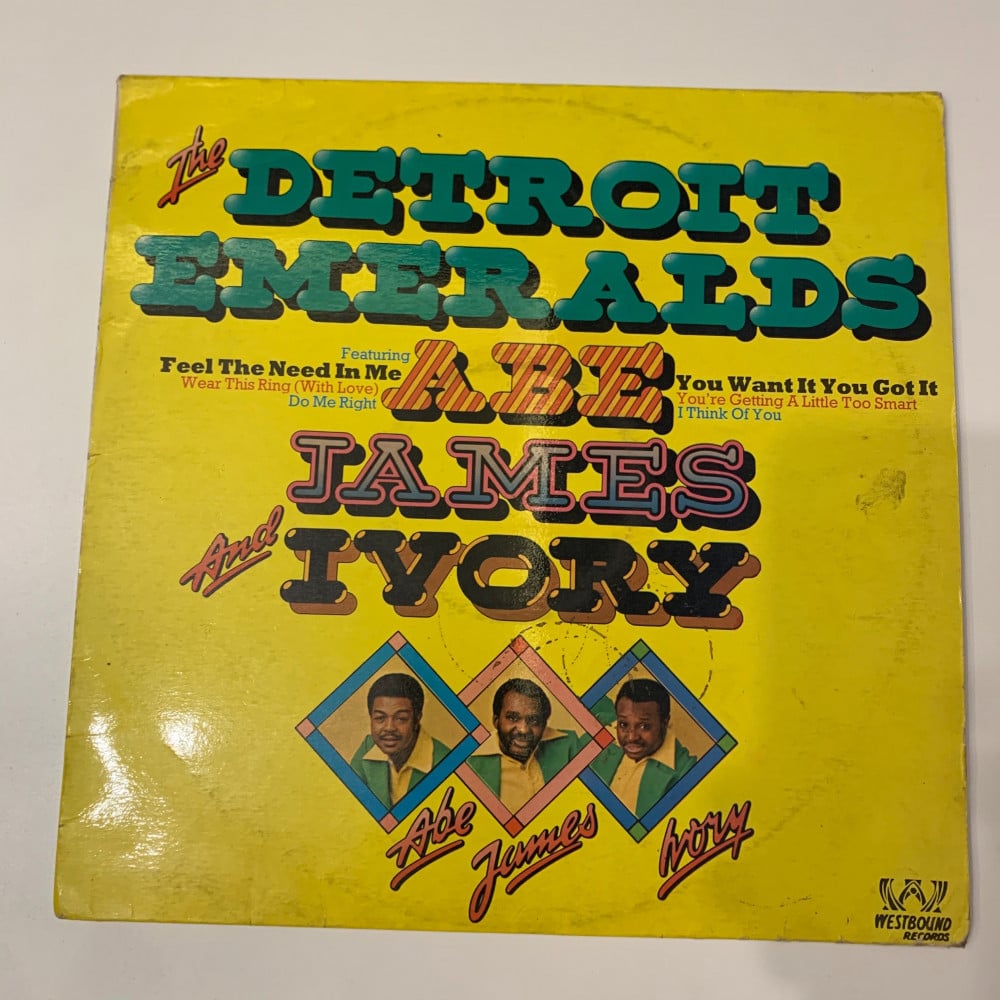 The DETROIT
EMERALDS
Featuring
Feel The Need In Me
Wear This Ring (With Love)
Do Me Right
ABE
You Want It You Got It
You're Getting A Little Too Smart
I Think Of You
JAMES
And IVORY
Abe
James
Ivory
WESTBOUND
RECORDS